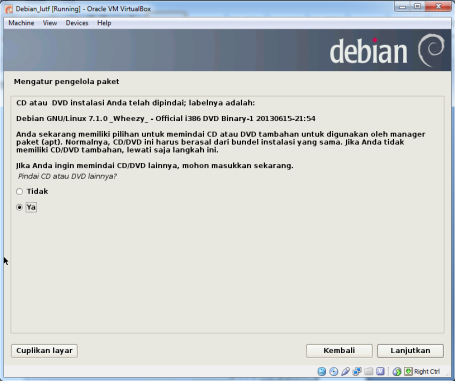 Debian_lutf [Running] - Oracle VM VirtualBox
Machine View Devices Help
debian
Mengatur pengelola paket
CD atau DVD instalasi Anda telah dipindai; labelnya adalah:
Debian GNU/Linux 7.1.0 _Wheezy_ - Official i386 DVD Binary-1 20130615-21:54
Anda sekarang memiliki pilihan untuk memindai CD atau DVD tambahan untuk digunakan oleh manager
paket (apt). Normalnya, CD/DVD ini harus berasal dari bundel instalasi yang sama. Jika Anda tidak
memiliki CD/DVD tambahan, lewati saja langkah ini.
Jika Anda ingin memindai CD/DVD lainnya, mohon masukkan sekarang.
Pindai CD atau DVD lainnya?
Tidak
Ya
Cuplikan layar
Kembali
Lanjutkan
Right Ctrl